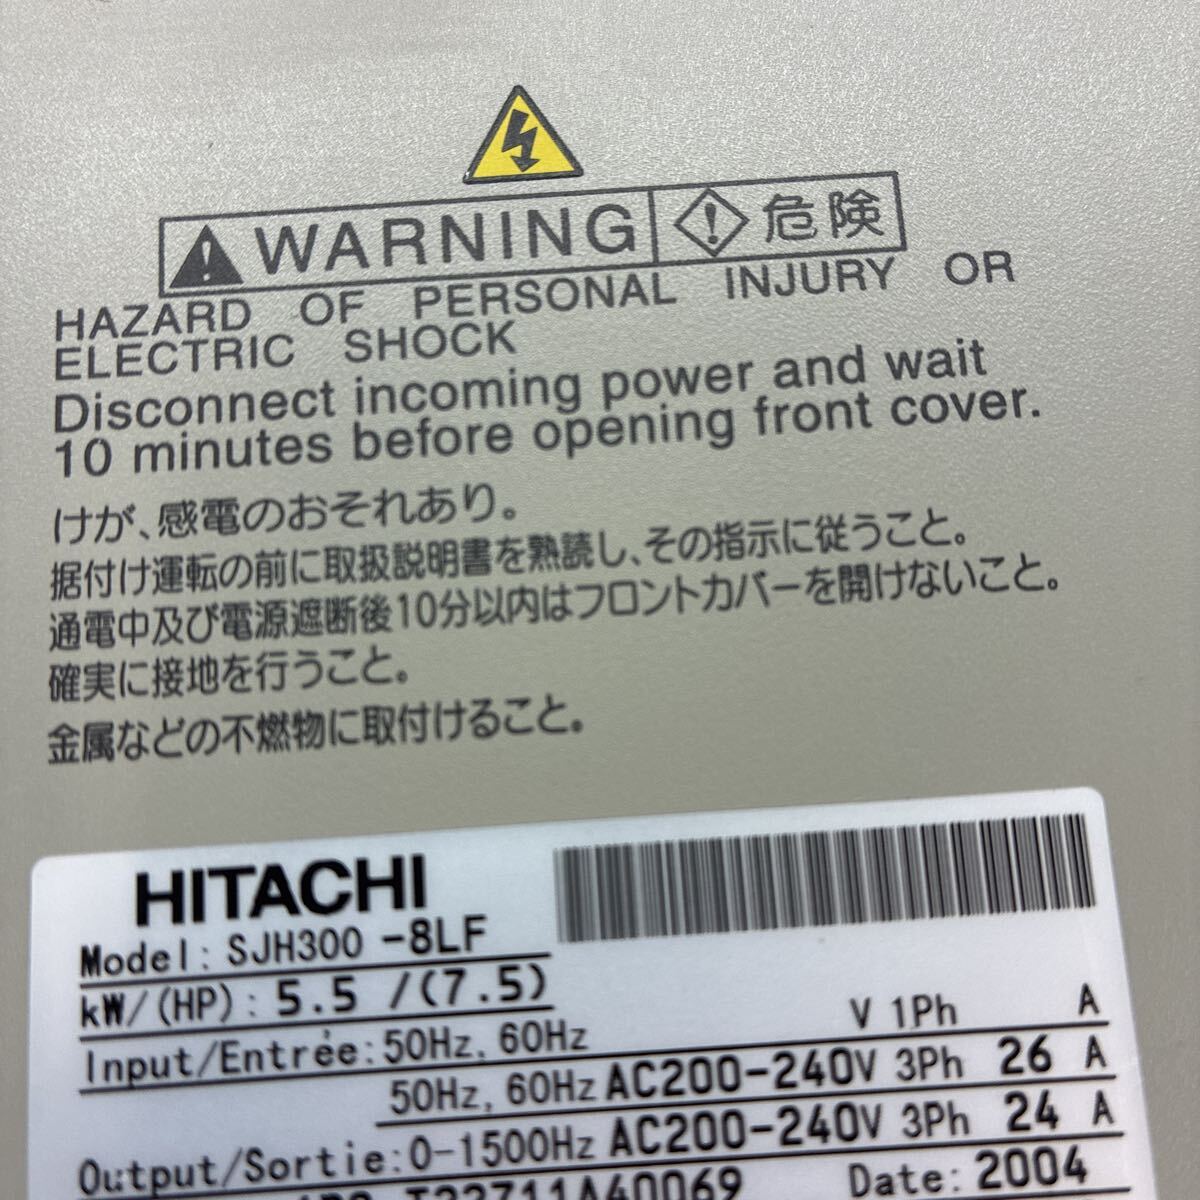 WARNING 危険
HAZARD OF PERSONAL INJURY OR
ELECTRIC SHOCK
Disconnect incoming power and wait
10 minutes before opening front cover.
けが、感電のおそれあり。
据付け運転の前に取扱説明書を熟読し、その指示に従うこと。
通電中及び電源遮断後10分以内はフロントカバーを開けないこと。
確実に接地を行うこと。
金属などの不燃物に取付けること。
HITACHI
Model: SJH300 -8LF
kW/(HP): 5.5 /(7.5)
Input/Entrée: 50Hz, 60Hz V 1Ph A
50Hz, 60Hz AC200-240V 3Ph 26 A
Output/Sortie: 0-1500Hz AC200-240V 3Ph 24 A
T22711A40069 Date: 2004